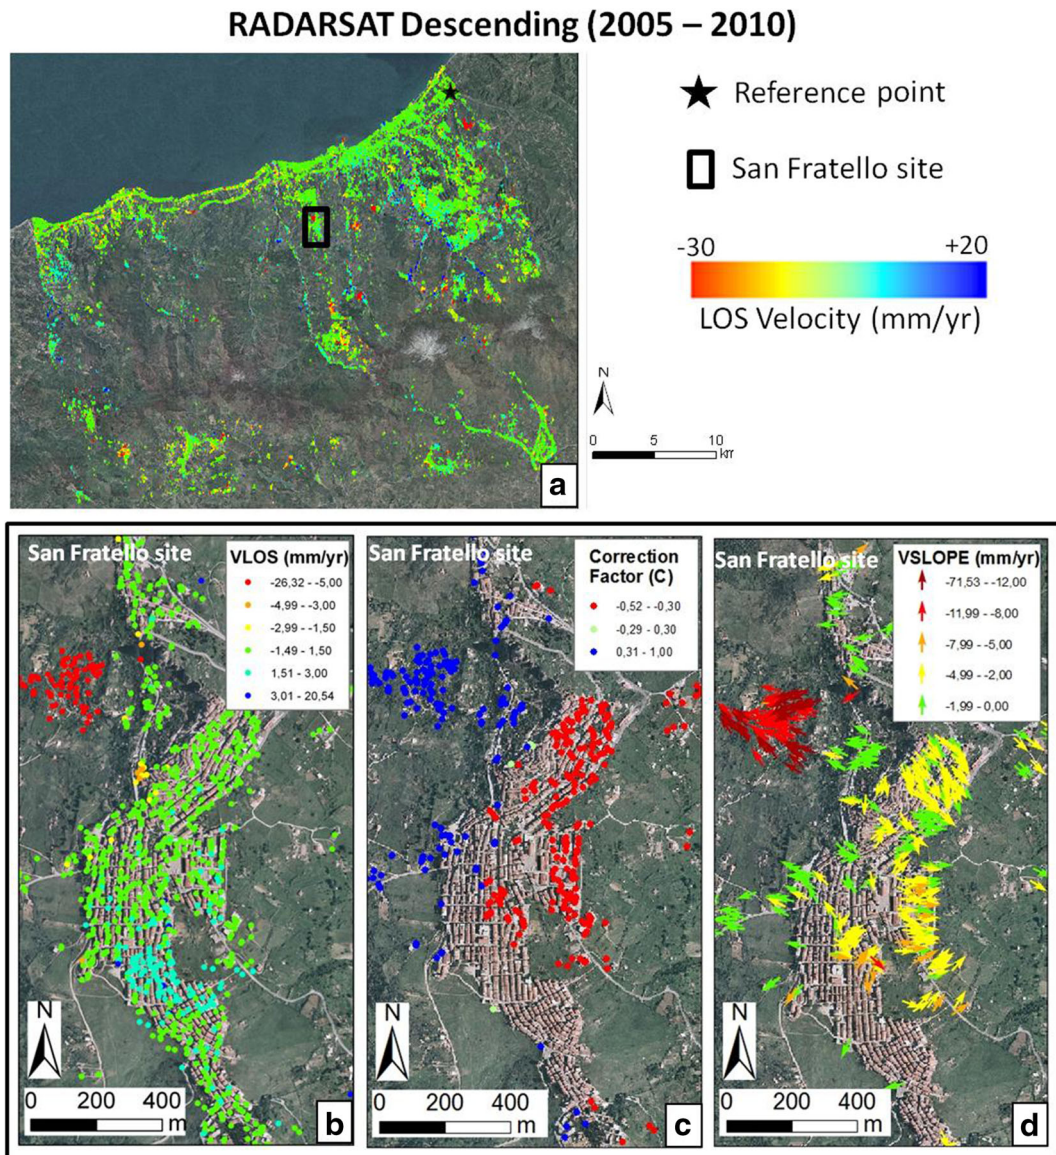 RADARSAT Descending (2005 – 2010)
Reference point
San Fratello site
-30 +20
LOS Velocity (mm/yr)
0 5 10
km
a
San Fratello site
VLOS (mm/yr)
-26,32 - -5,00
-4,99 - -3,00
-2,99 - -1,50
-1,49 - 1,50
1,51 - 3,00
3,01 - 20,54
N
0 200 400
m
b
San Fratello site
Correction
Factor (C)
-0,52 - -0,30
-0,29 - 0,30
0,31 - 1,00
N
0 200 400
m
c
San Fratello site
VSLOPE (mm/yr)
-71,53 - -12,00
-11,99 - -8,00
-7,99 - -5,00
-4,99 - -2,00
-1,99 - 0,00
N
0 200 400
m
d